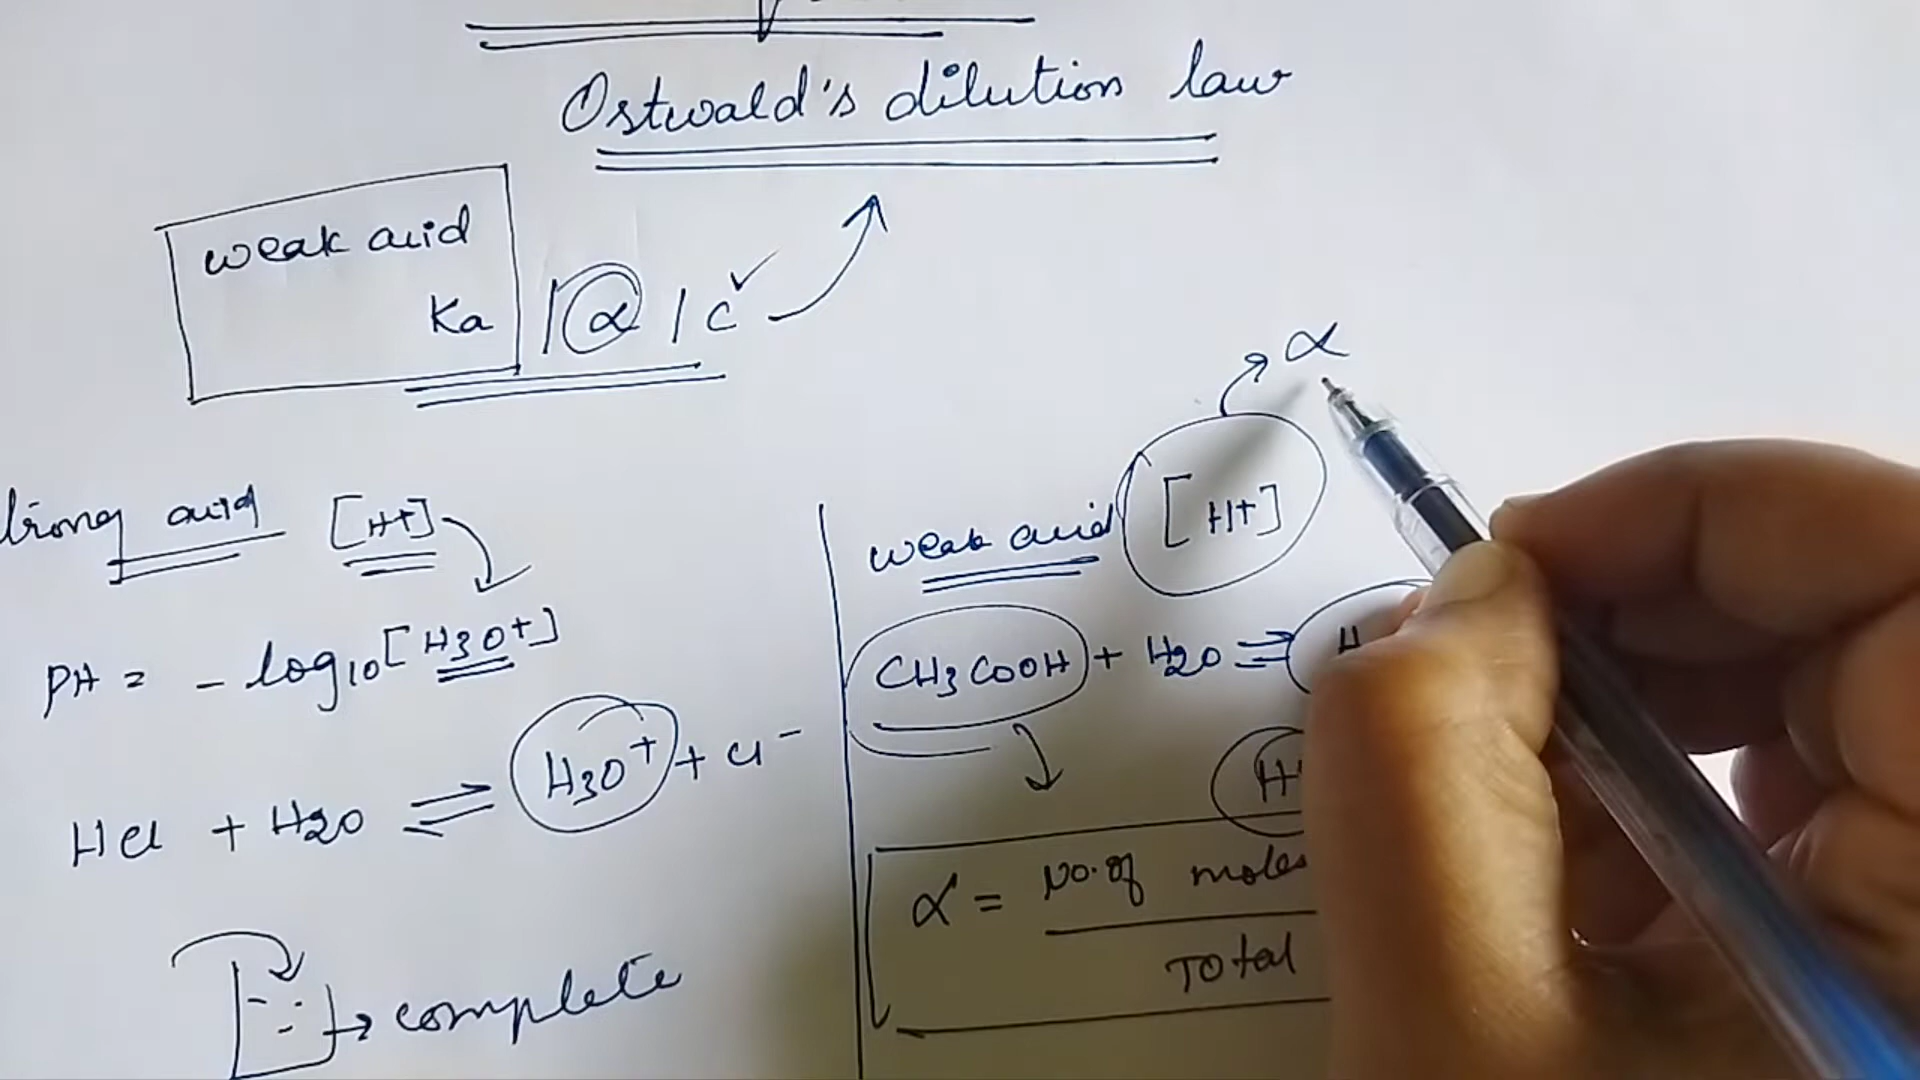 Ostwald's dilution law
weak acid
Ka | α | c ✓
α
trong acid [H+]
weak acid [H+]
PH = - log10 [H3O+]
CH3COOH + H2O ⇌ H
HCl + H2O ⇌ H3O+ + Cl-
H+
α = No. of moles
Total
complete